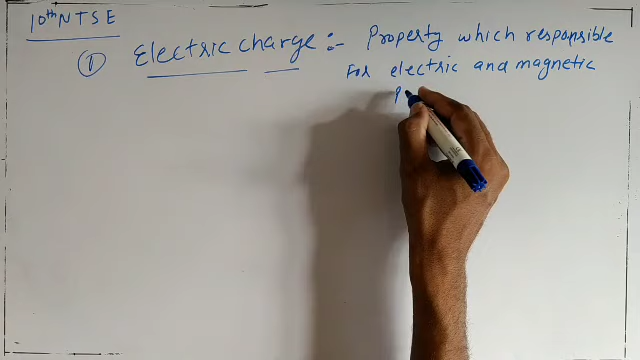 10th NTSE
① Electric charge :- Property which responsible
For electric and magnetic
P